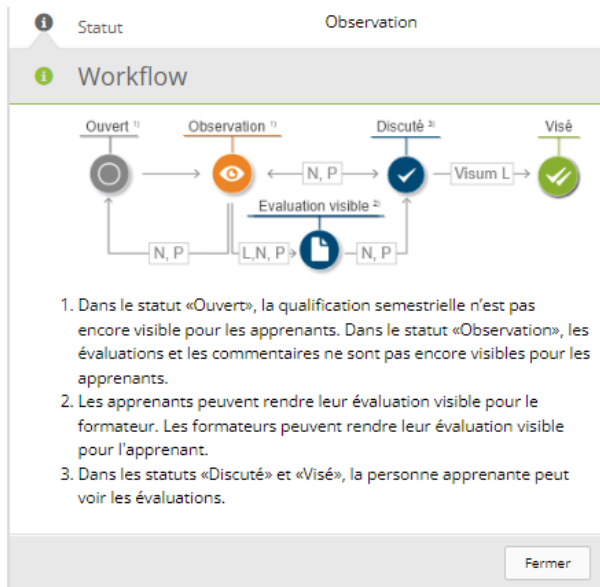 Statut Observation
Workflow
Ouvert 1) Observation 1) Discuté 3) Visé
N, P Visum L
Evaluation visible 2)
N, P L,N, P N, P
1. Dans le statut «Ouvert», la qualification semestrielle n'est pas
encore visible pour les apprenants. Dans le statut «Observation», les
évaluations et les commentaires ne sont pas encore visibles pour les
apprenants.
2. Les apprenants peuvent rendre leur évaluation visible pour le
formateur. Les formateurs peuvent rendre leur évaluation visible
pour l'apprenant.
3. Dans les statuts «Discuté» et «Visé», la personne apprenante peut
voir les évaluations.
Fermer